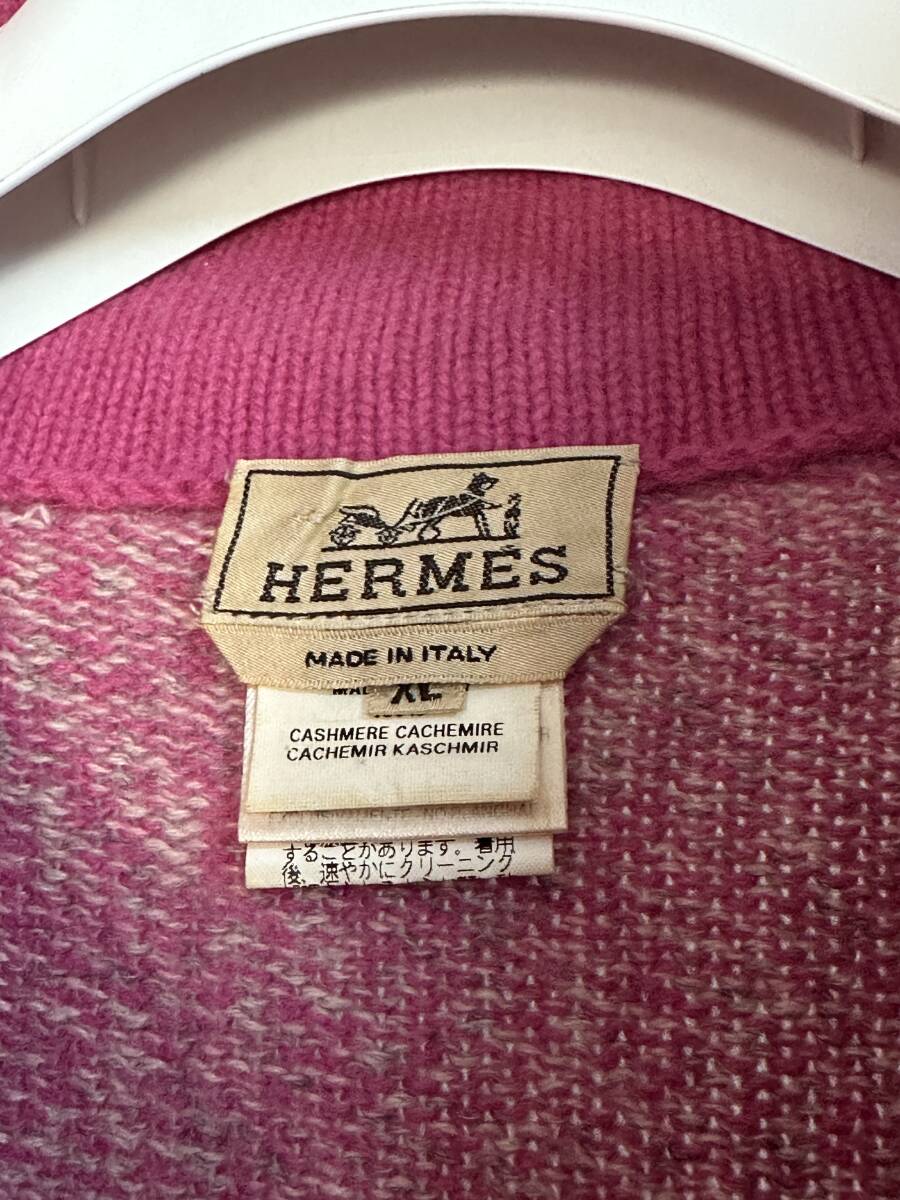 HERMÈS
MADE IN ITALY
XL
CASHMERE CACHEMIRE
CACHEMIR KASCHMIR
することがあります。着用
後、速やかにクリーニング